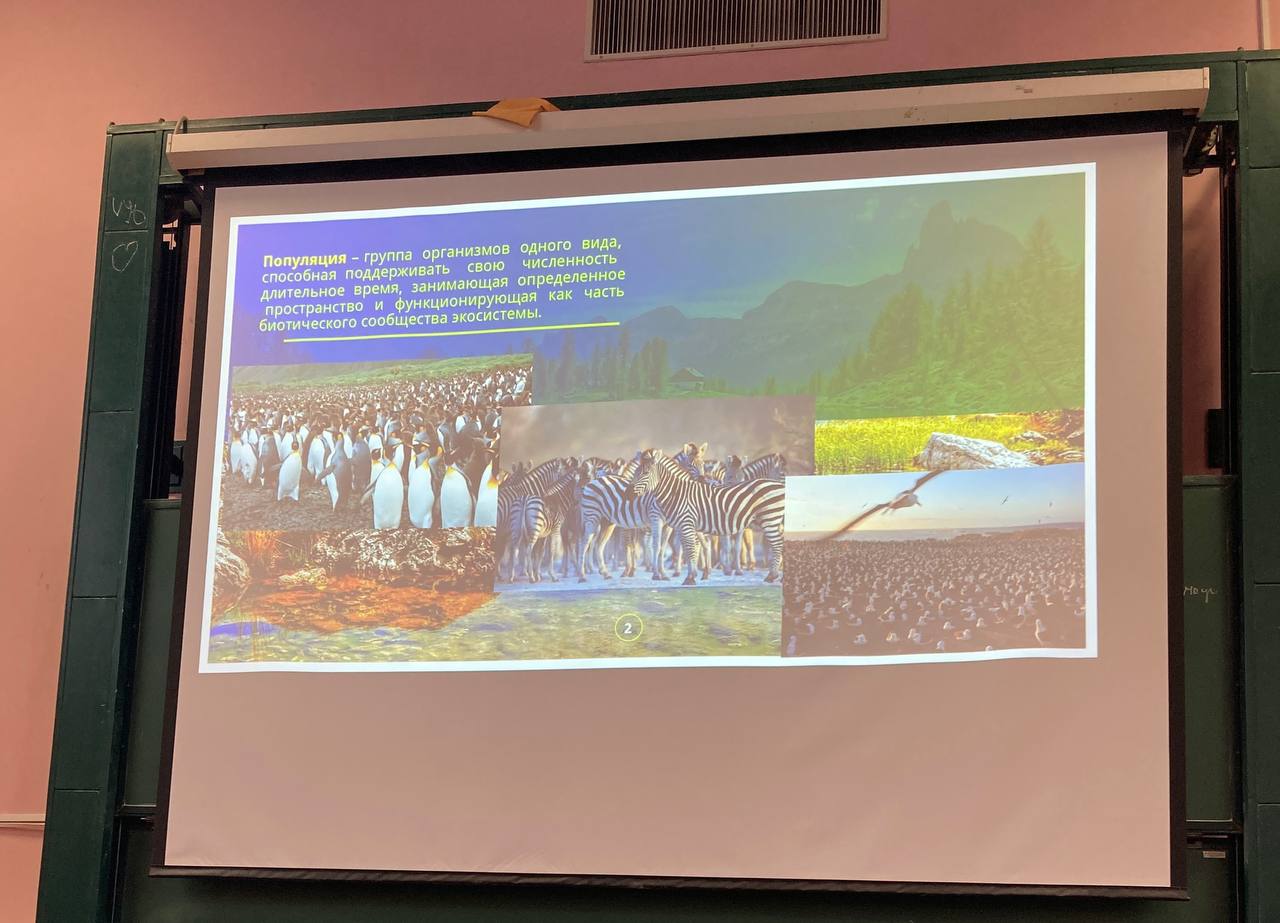 Популяция – группа организмов одного вида,
способная поддерживать свою численность
длительное время, занимающая определенное
пространство и функционирующая как часть
биотического сообщества экосистемы.
2